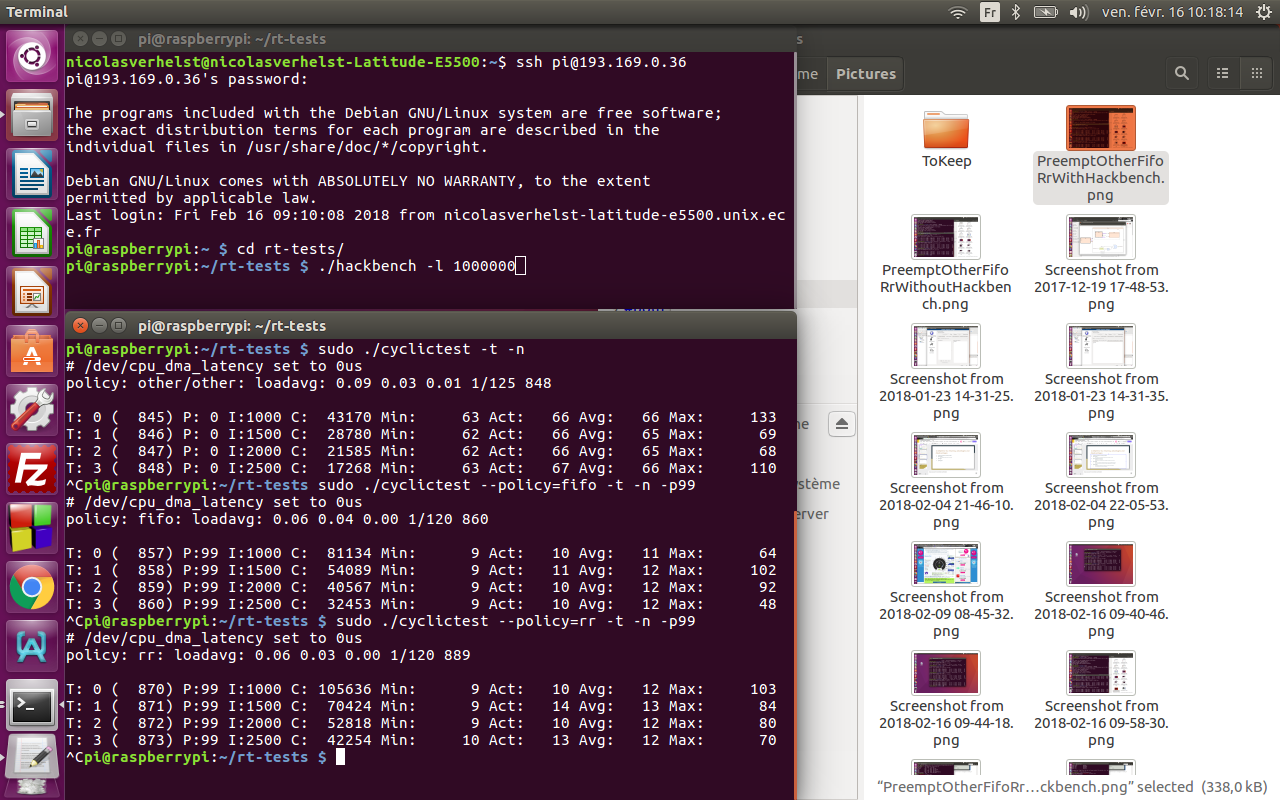 Terminal
Fr
ven. févr. 16 10:18:14
pi@raspberrypi: ~/rt-tests
nicolasverhelst@nicolasverhelst-Latitude-E5500:~$ ssh pi@193.169.0.36
pi@193.169.0.36's password:
The programs included with the Debian GNU/Linux system are free software;
the exact distribution terms for each program are described in the
individual files in /usr/share/doc/*/copyright.
Debian GNU/Linux comes with ABSOLUTELY NO WARRANTY, to the extent
permitted by applicable law.
Last login: Fri Feb 16 09:10:08 2018 from nicolasverhelst-latitude-e5500.unix.ec
e.fr
pi@raspberrypi:~ $ cd rt-tests/
pi@raspberrypi:~/rt-tests $ ./hackbench -l 1000000
pi@raspberrypi: ~/rt-tests
pi@raspberrypi:~/rt-tests $ sudo ./cyclictest -t -n
# /dev/cpu_dma_latency set to 0us
policy: other/other: loadavg: 0.09 0.03 0.01 1/125 848
T: 0 (  845) P: 0 I:1000 C:  43170 Min:     63 Act:   66 Avg:   66 Max:     133
T: 1 (  846) P: 0 I:1500 C:  28780 Min:     62 Act:   66 Avg:   65 Max:      69
T: 2 (  847) P: 0 I:2000 C:  21585 Min:     62 Act:   66 Avg:   65 Max:      68
T: 3 (  848) P: 0 I:2500 C:  17268 Min:     63 Act:   67 Avg:   66 Max:     110
^Cpi@raspberrypi:~/rt-tests sudo ./cyclictest --policy=fifo -t -n -p99
# /dev/cpu_dma_latency set to 0us
policy: fifo: loadavg: 0.06 0.04 0.00 1/120 860
T: 0 (  857) P:99 I:1000 C:  81134 Min:      9 Act:   10 Avg:   11 Max:      64
T: 1 (  858) P:99 I:1500 C:  54089 Min:      9 Act:   11 Avg:   12 Max:     102
T: 2 (  859) P:99 I:2000 C:  40567 Min:      9 Act:   10 Avg:   12 Max:      92
T: 3 (  860) P:99 I:2500 C:  32453 Min:      9 Act:   10 Avg:   12 Max:      48
^Cpi@raspberrypi:~/rt-tests $ sudo ./cyclictest --policy=rr -t -n -p99
# /dev/cpu_dma_latency set to 0us
policy: rr: loadavg: 0.06 0.03 0.00 1/120 889
T: 0 (  870) P:99 I:1000 C: 105636 Min:      9 Act:   10 Avg:   12 Max:     103
T: 1 (  871) P:99 I:1500 C:  70424 Min:      9 Act:   14 Avg:   13 Max:      84
T: 2 (  872) P:99 I:2000 C:  52818 Min:      9 Act:   10 Avg:   12 Max:      80
T: 3 (  873) P:99 I:2500 C:  42254 Min:     10 Act:   13 Avg:   12 Max:      70
^Cpi@raspberrypi:~/rt-tests $
Pictures
ToKeep
PreemptOtherFifo
RrWithHackbench.
png
PreemptOtherFifo
RrWithoutHackben
ch.png
Screenshot from
2017-12-19 17-48-53.
png
Screenshot from
2018-01-23 14-31-25.
png
Screenshot from
2018-01-23 14-31-35.
png
Screenshot from
2018-02-04 21-46-10.
png
Screenshot from
2018-02-04 22-05-53.
png
Screenshot from
2018-02-09 08-45-32.
png
Screenshot from
2018-02-16 09-40-46.
png
Screenshot from
2018-02-16 09-44-18.
png
Screenshot from
2018-02-16 09-58-30.
png
“PreemptOtherFifoRr…ckbench.png” selected (338,0 kB)